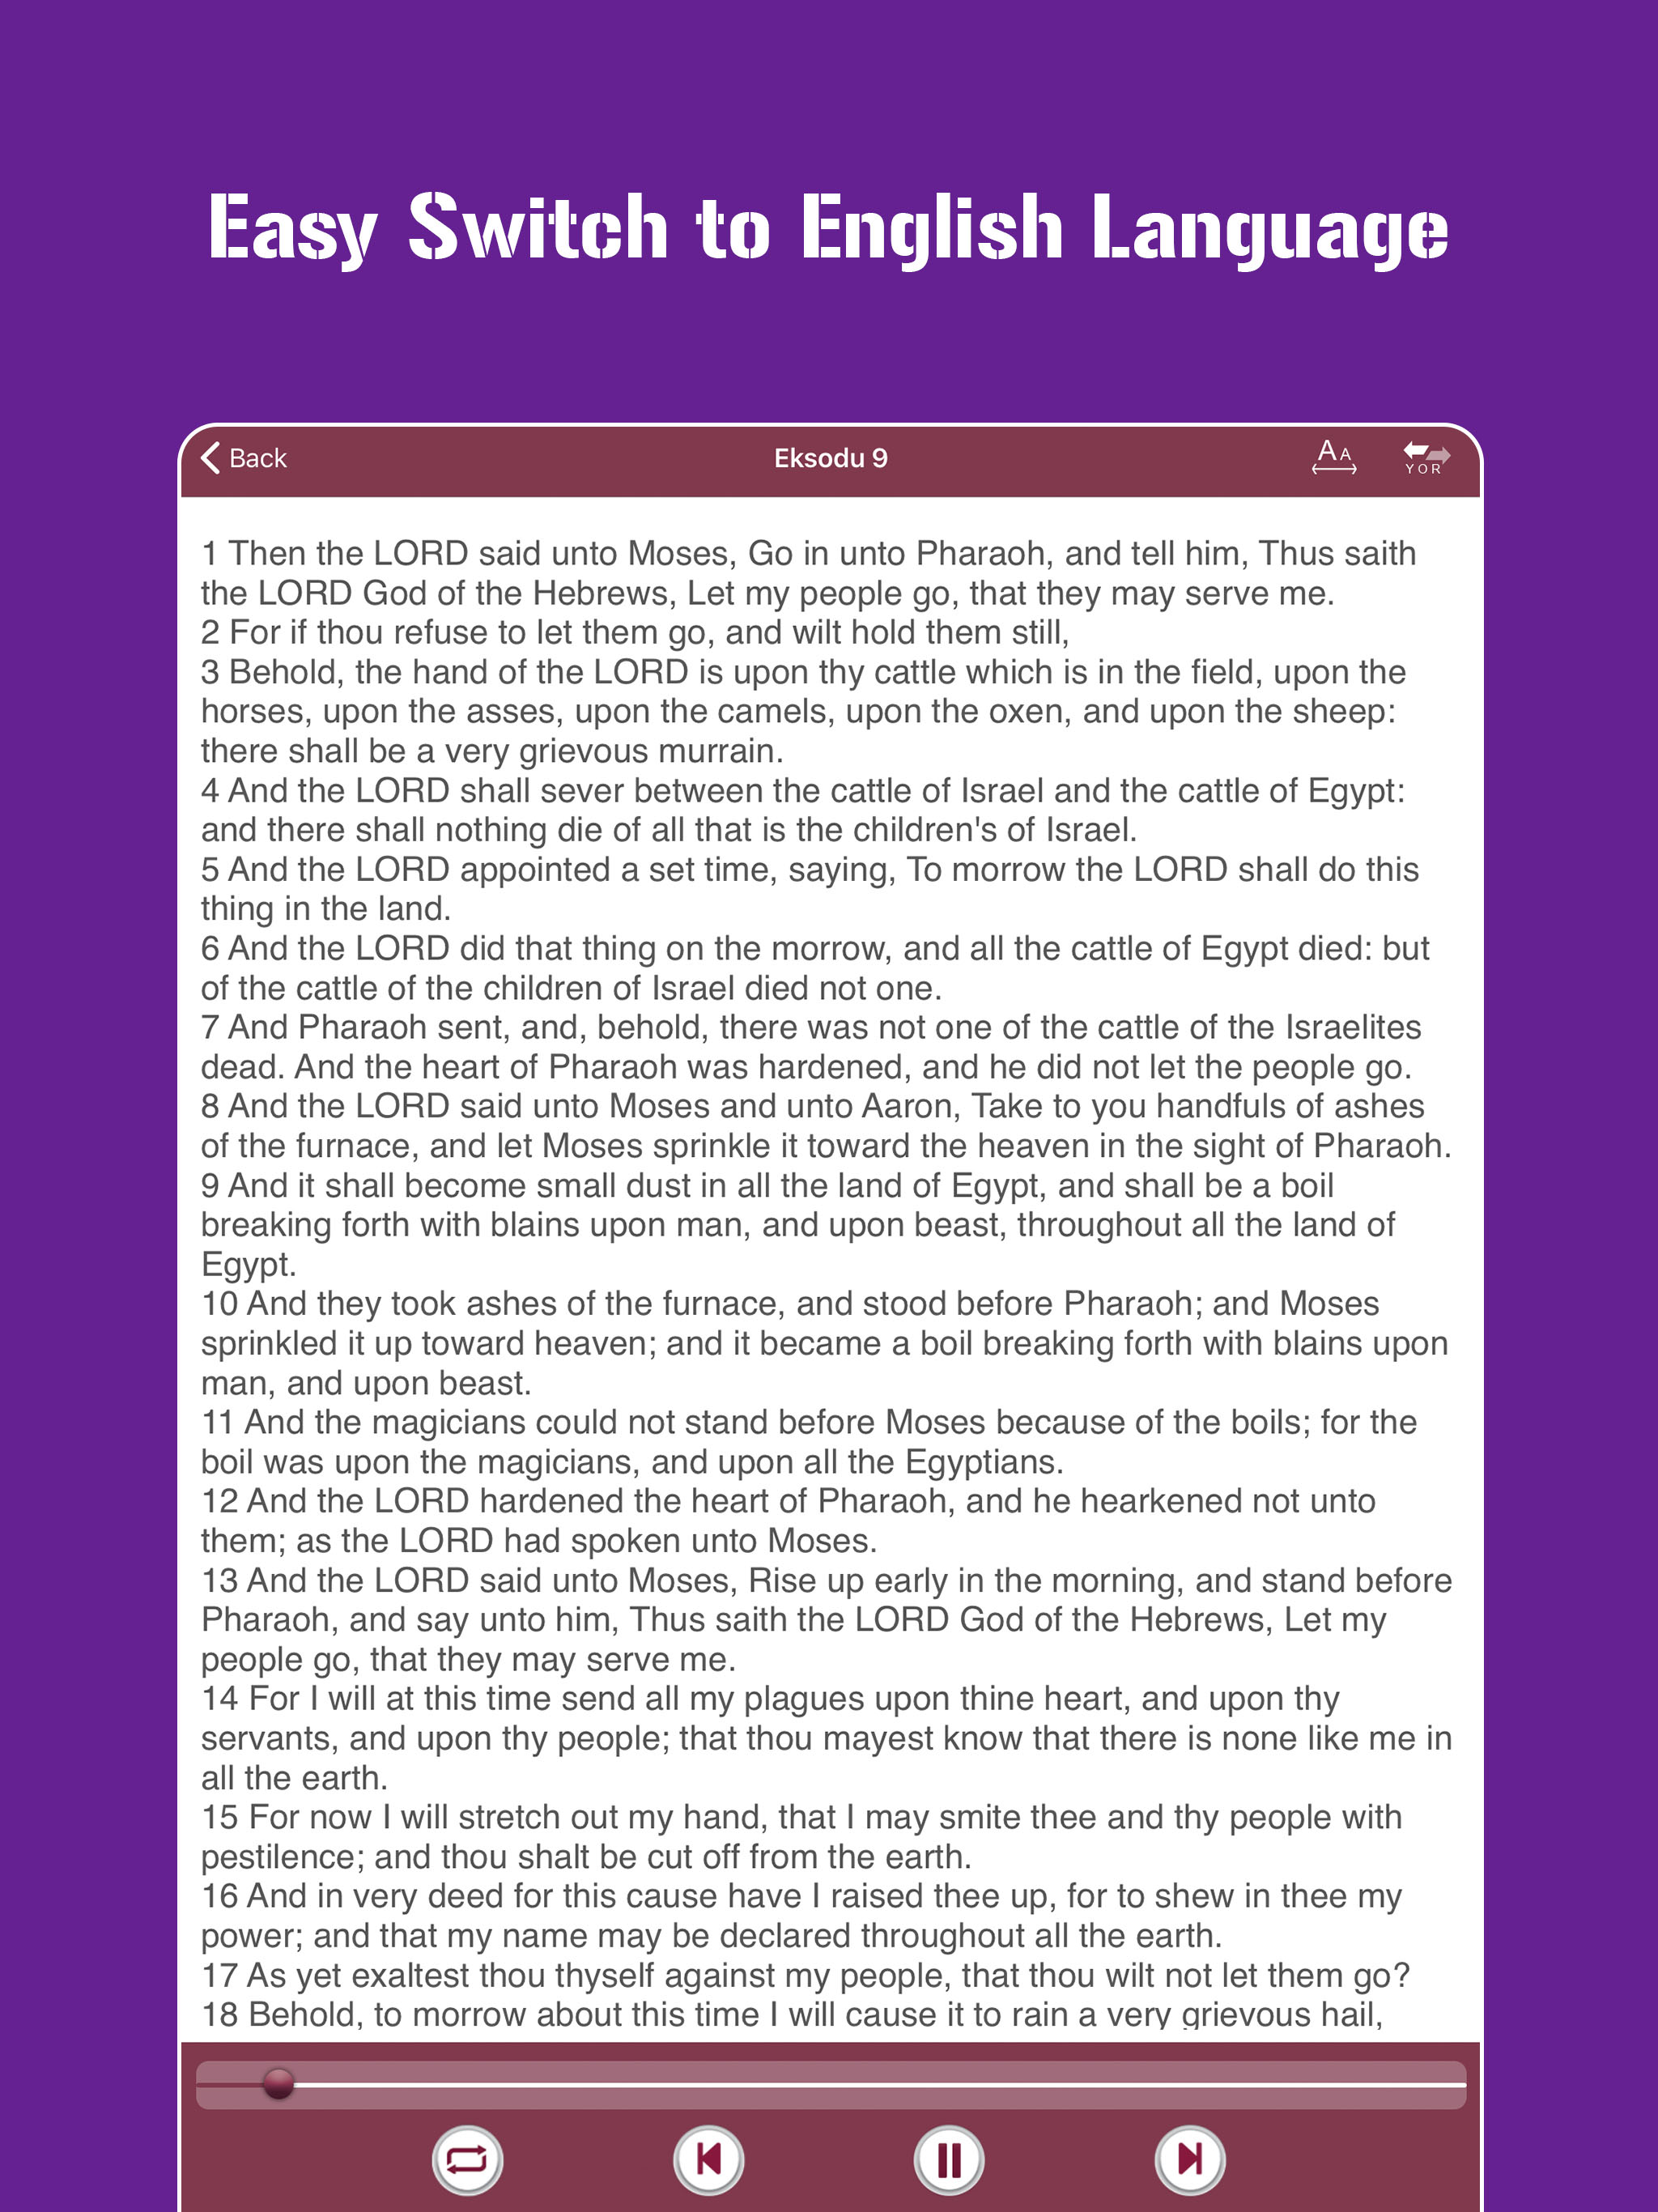 Easy Switch to English Language
Back
Eksodu 9
AA
YOR
1 Then the LORD said unto Moses, Go in unto Pharaoh, and tell him, Thus saith
the LORD God of the Hebrews, Let my people go, that they may serve me.
2 For if thou refuse to let them go, and wilt hold them still,
3 Behold, the hand of the LORD is upon thy cattle which is in the field, upon the
horses, upon the asses, upon the camels, upon the oxen, and upon the sheep:
there shall be a very grievous murrain.
4 And the LORD shall sever between the cattle of Israel and the cattle of Egypt:
and there shall nothing die of all that is the children's of Israel.
5 And the LORD appointed a set time, saying, To morrow the LORD shall do this
thing in the land.
6 And the LORD did that thing on the morrow, and all the cattle of Egypt died: but
of the cattle of the children of Israel died not one.
7 And Pharaoh sent, and, behold, there was not one of the cattle of the Israelites
dead. And the heart of Pharaoh was hardened, and he did not let the people go.
8 And the LORD said unto Moses and unto Aaron, Take to you handfuls of ashes
of the furnace, and let Moses sprinkle it toward the heaven in the sight of Pharaoh.
9 And it shall become small dust in all the land of Egypt, and shall be a boil
breaking forth with blains upon man, and upon beast, throughout all the land of
Egypt.
10 And they took ashes of the furnace, and stood before Pharaoh; and Moses
sprinkled it up toward heaven; and it became a boil breaking forth with blains upon
man, and upon beast.
11 And the magicians could not stand before Moses because of the boils; for the
boil was upon the magicians, and upon all the Egyptians.
12 And the LORD hardened the heart of Pharaoh, and he hearkened not unto
them; as the LORD had spoken unto Moses.
13 And the LORD said unto Moses, Rise up early in the morning, and stand before
Pharaoh, and say unto him, Thus saith the LORD God of the Hebrews, Let my
people go, that they may serve me.
14 For I will at this time send all my plagues upon thine heart, and upon thy
servants, and upon thy people; that thou mayest know that there is none like me in
all the earth.
15 For now I will stretch out my hand, that I may smite thee and thy people with
pestilence; and thou shalt be cut off from the earth.
16 And in very deed for this cause have I raised thee up, for to shew in thee my
power; and that my name may be declared throughout all the earth.
17 As yet exaltest thou thyself against my people, that thou wilt not let them go?
18 Behold, to morrow about this time I will cause it to rain a very grievous hail,